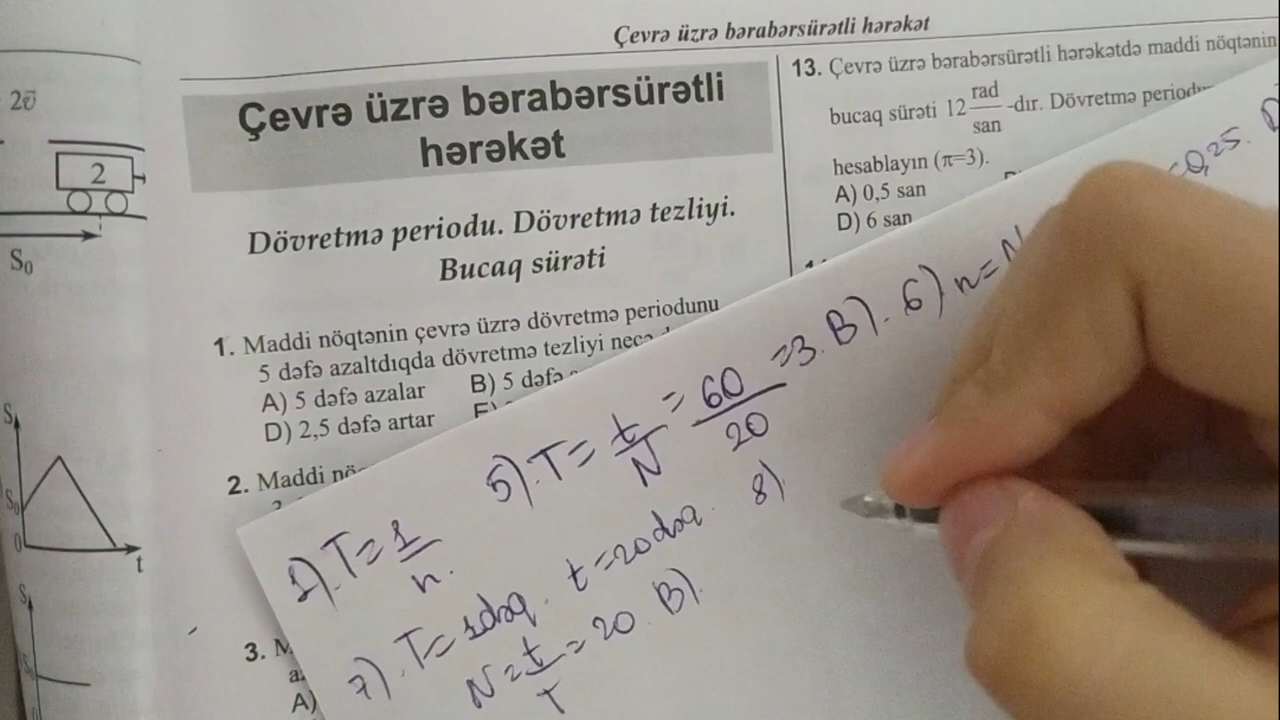 Çevrə üzrə bərabərsürətli hərəkət
2v̄
2
S₀
S
S₀
0
t
S
S₀
Çevrə üzrə bərabərsürətli
hərəkət
Dövretmə periodu. Dövretmə tezliyi.
Bucaq sürəti
1. Maddi nöqtənin çevrə üzrə dövretmə periodunu
5 dəfə azaltdıqda dövretmə tezliyi necə
A) 5 dəfə azalar B) 5 dəfə
D) 2,5 dəfə artar E)
2. Maddi nö
3. M
a
A)
13. Çevrə üzrə bərabərsürətli hərəkətdə maddi nöqtənin
bucaq sürəti 12 rad/san -dır. Dövretmə periodu
hesablayın (π=3).
A) 0,5 san
D) 6 san
1). T=1/n.
5). T=t/N=60/20=3. B). 6) n=N
=0,25.
7). T=1dəq. t=20dəq. 8).
N=t/T=20. B).